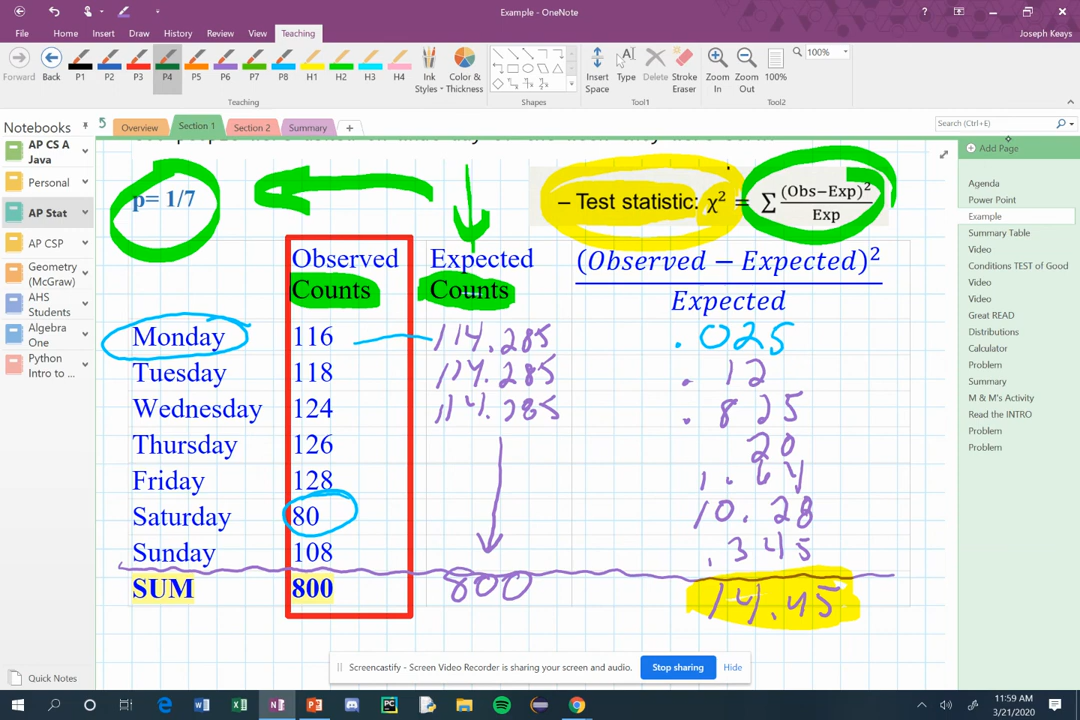 Example - OneNote
? Joseph Keays
File Home Insert Draw History Review View Teaching
Forward Back P1 P2 P3 P4 P5 P6 P7 P8 H1 H2 H3 H4 Ink Styles Color & Thickness Insert Space Type Delete Stroke Eraser Zoom In Zoom Out 100% 100%
Teaching Shapes Tool1 Tool2
Notebooks
Overview Section 1 Section 2 Summary +
Search (Ctrl+E)
AP CS A Java
Personal
AP Stat
AP CSP
Geometry (McGraw)
AHS Students
Algebra One
Python Intro to ...
Quick Notes
p= 1/7
– Test statistic: χ² = ∑ (Obs−Exp)² / Exp
Observed Counts Expected Counts (Observed − Expected)² / Expected
Monday 116 114.285 .025
Tuesday 118 114.285 .12
Wednesday 124 114.285 .825
Thursday 126 20
Friday 128 1.64
Saturday 80 10.28
Sunday 108 .345
SUM 800 800 14.45
Add Page
Agenda
Power Point
Example
Summary Table
Video
Conditions TEST of Good
Video
Video
Great READ
Distributions
Calculator
Problem
Summary
M & M's Activity
Read the INTRO
Problem
Problem
Screencastify - Screen Video Recorder is sharing your screen and audio. Stop sharing Hide
11:59 AM
3/21/2020